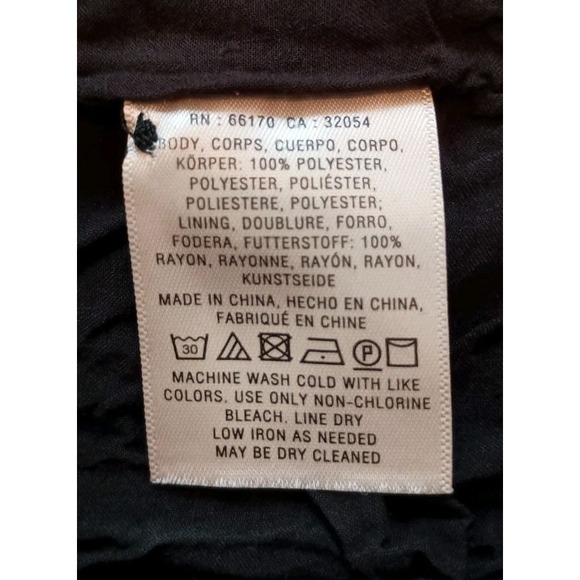 RN : 66170 CA : 32054
BODY, CORPS, CUERPO, CORPO,
KÖRPER: 100% POLYESTER,
POLYESTER, POLIÉSTER,
POLIESTERE, POLYESTER;
LINING, DOUBLURE, FORRO,
FODERA, FUTTERSTOFF: 100%
RAYON, RAYONNE, RAYÓN, RAYON,
KUNSTSEIDE
MADE IN CHINA, HECHO EN CHINA,
FABRIQUÉ EN CHINE
30 P
MACHINE WASH COLD WITH LIKE
COLORS. USE ONLY NON-CHLORINE
BLEACH. LINE DRY
LOW IRON AS NEEDED
MAY BE DRY CLEANED